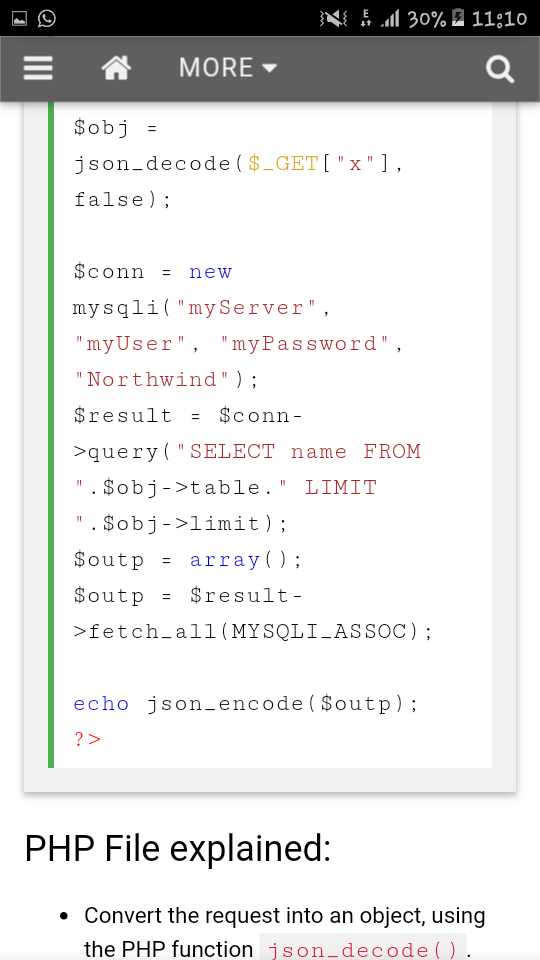 30% 11:10
MORE
$obj =
json_decode($_GET["x"],
false);
$conn = new
mysqli("myServer",
"myUser", "myPassword",
"Northwind");
$result = $conn-
>query("SELECT name FROM
".$obj->table." LIMIT
".$obj->limit);
$outp = array();
$outp = $result-
>fetch_all(MYSQLI_ASSOC);
echo json_encode($outp);
?>
PHP File explained:
• Convert the request into an object, using
the PHP function json_decode().